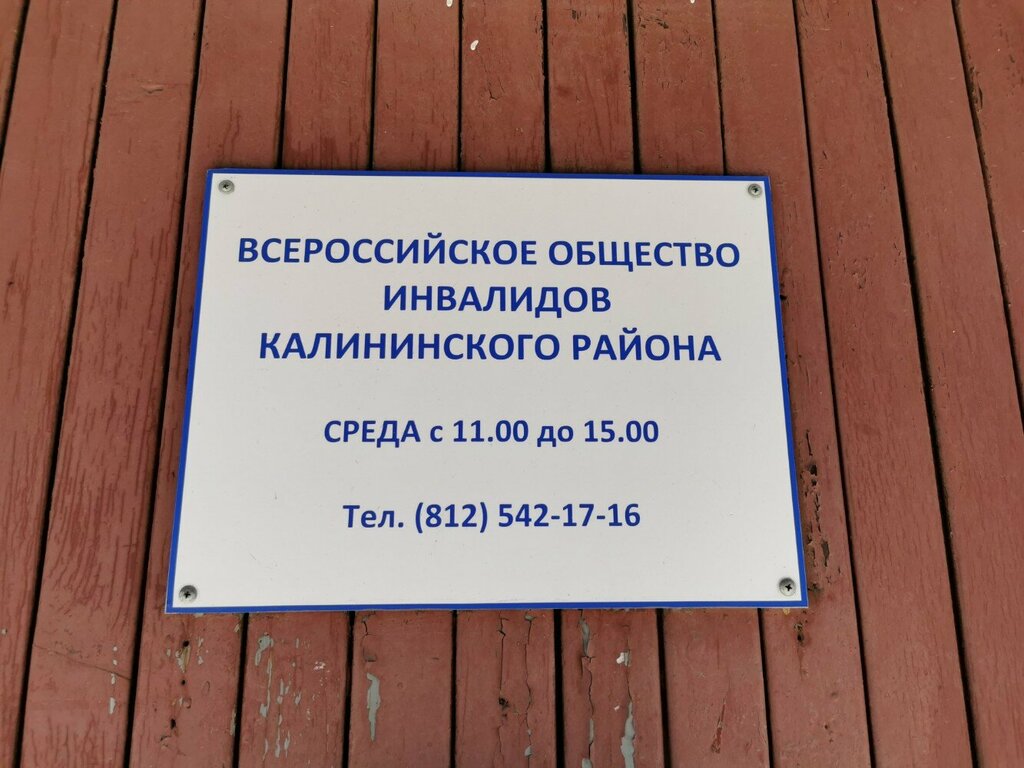 ВСЕРОССИЙСКОЕ ОБЩЕСТВО
ИНВАЛИДОВ
КАЛИНИНСКОГО РАЙОНА
СРЕДА с 11.00 до 15.00
Тел. (812) 542-17-16